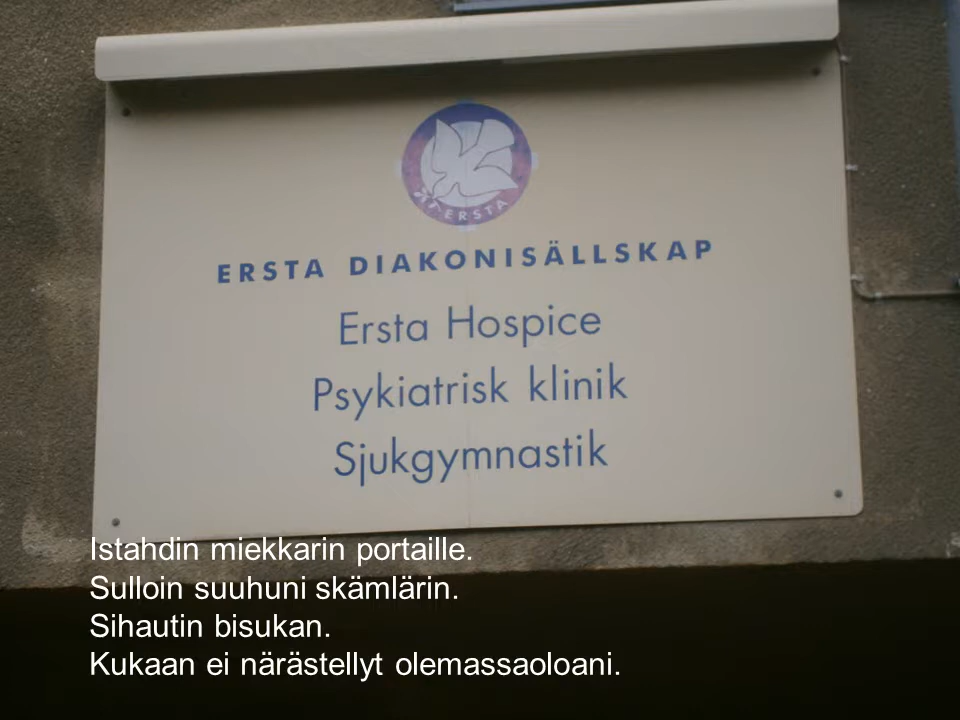 ERSTA
ERSTA DIAKONISÄLLSKAP
Ersta Hospice
Psykiatrisk klinik
Sjukgymnastik
Istahdin miekkarin portaille.
Sulloin suuhuni skämlärin.
Sihautin bisukan.
Kukaan ei närästellyt olemassaoloani.